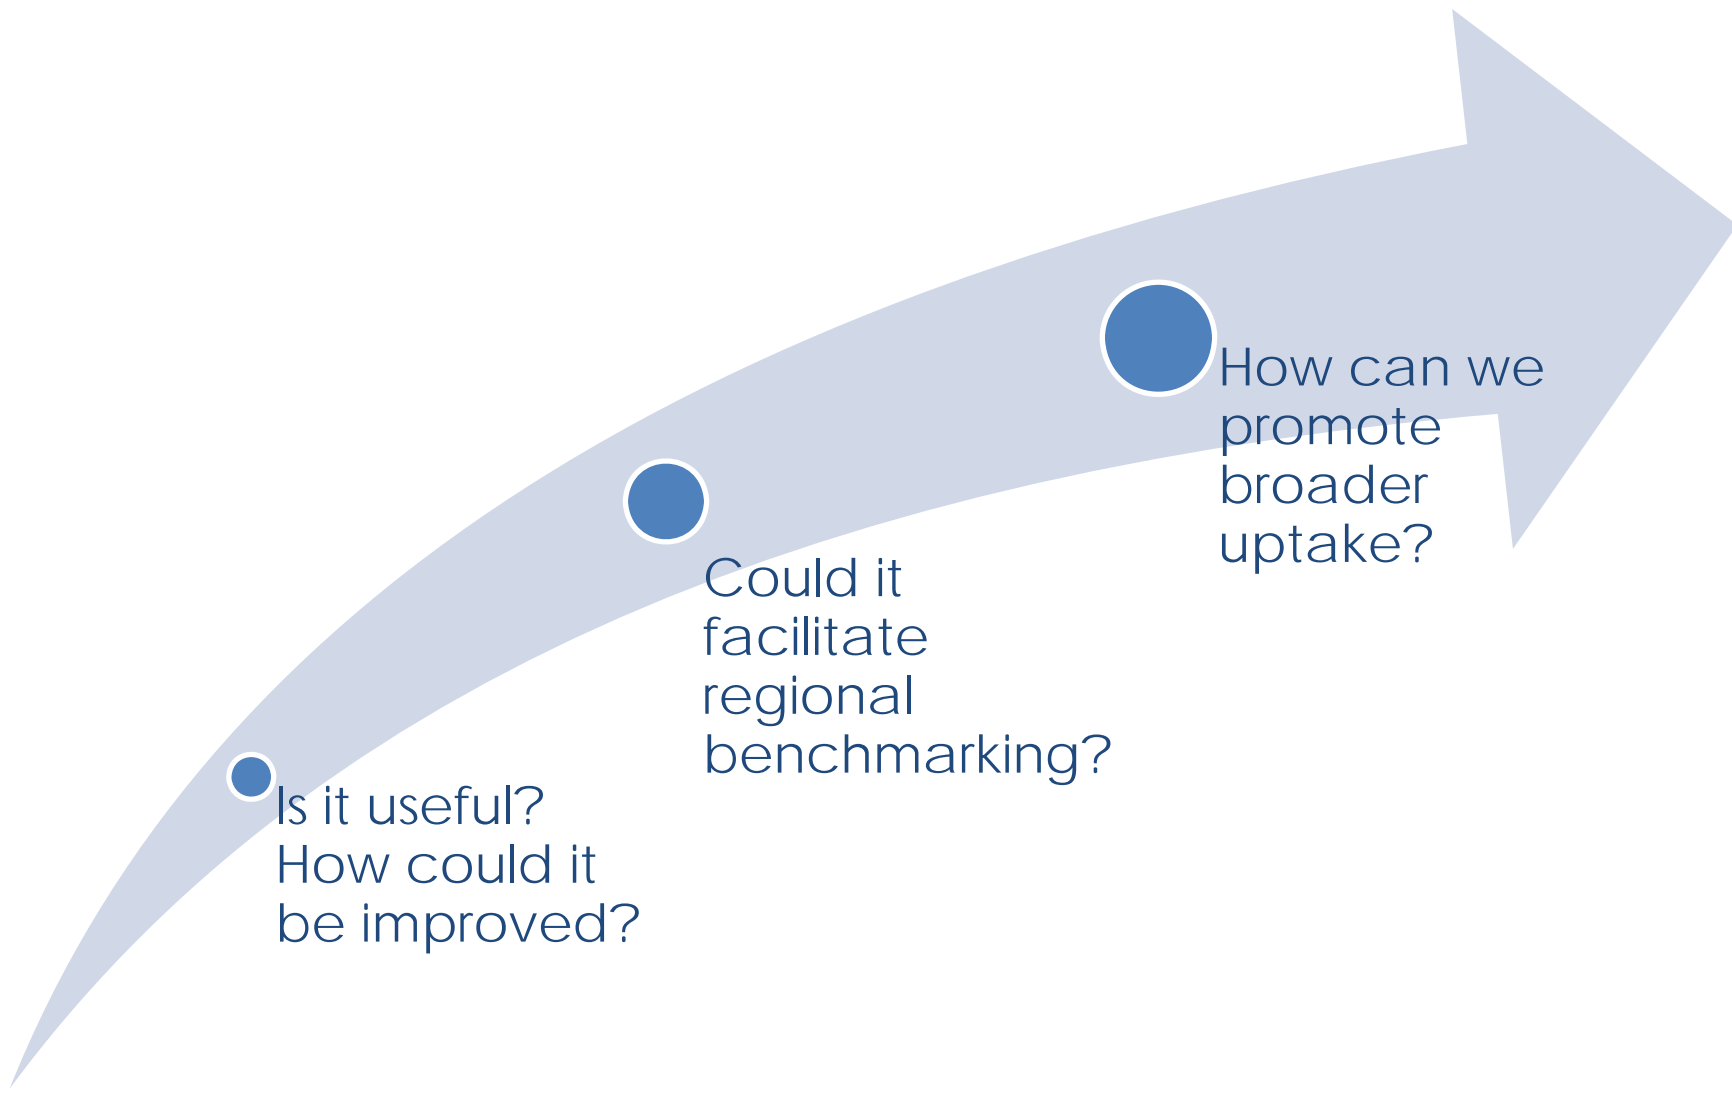 Is it useful?
How could it
be improved?
Could it
facilitate
regional
benchmarking?
How can we
promote
broader
uptake?